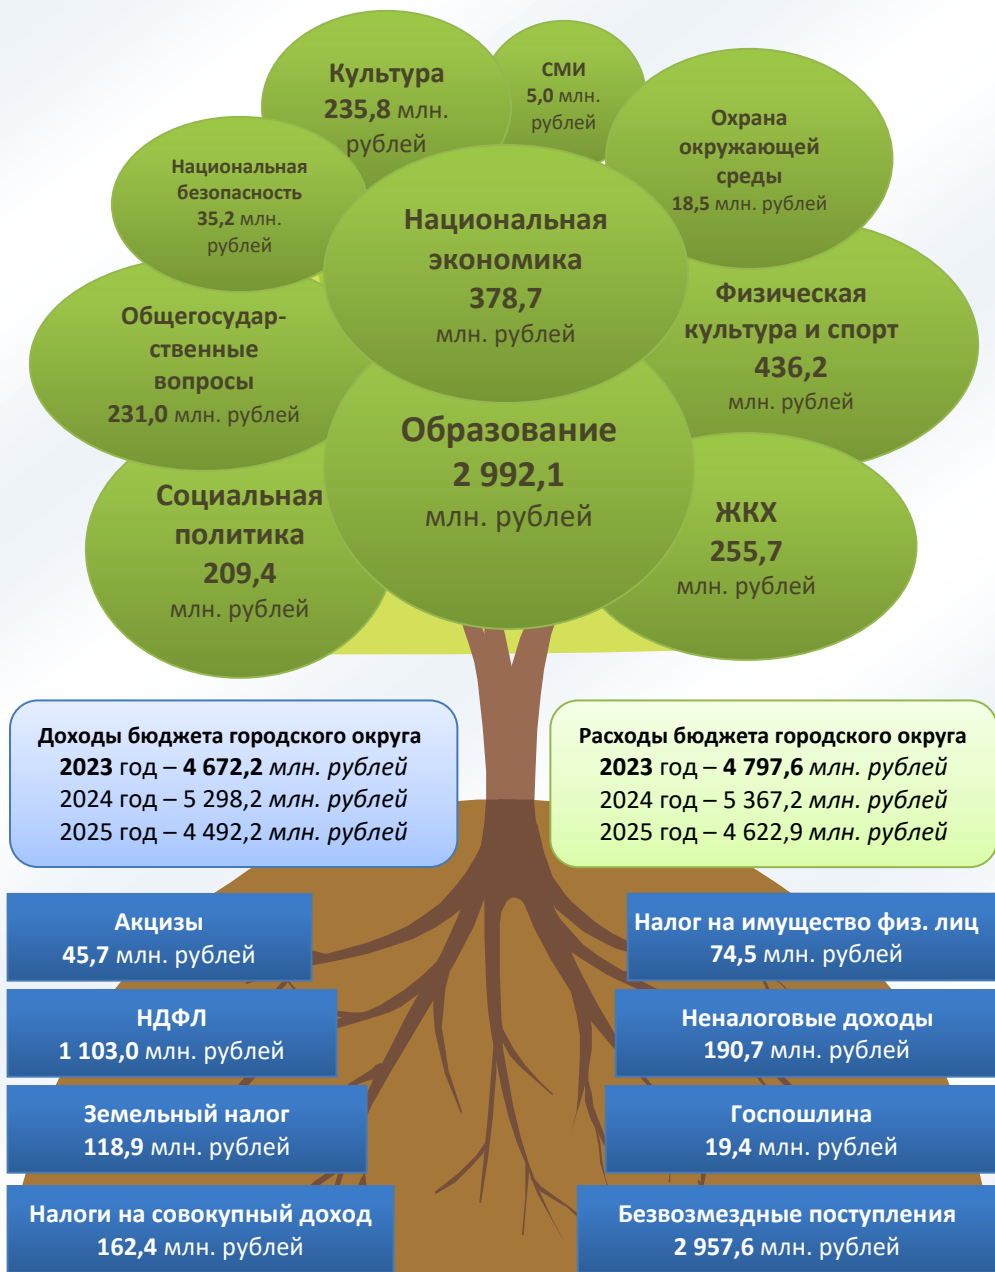 Культура
235,8 млн.
рублей
СМИ
5,0 млн.
рублей
Охрана
окружающей
среды
18,5 млн. рублей
Национальная
безопасность
35,2 млн.
рублей
Национальная
экономика
378,7
млн. рублей
Общегосудар-
ственные
вопросы
231,0 млн. рублей
Физическая
культура и спорт
436,2
млн. рублей
Образование
2 992,1
млн. рублей
Социальная
политика
209,4
млн. рублей
ЖКХ
255,7
млн. рублей
Доходы бюджета городского округа
2023 год – 4 672,2 млн. рублей
2024 год – 5 298,2 млн. рублей
2025 год – 4 492,2 млн. рублей
Расходы бюджета городского округа
2023 год – 4 797,6 млн. рублей
2024 год – 5 367,2 млн. рублей
2025 год – 4 622,9 млн. рублей
Акцизы
45,7 млн. рублей
Налог на имущество физ. лиц
74,5 млн. рублей
НДФЛ
1 103,0 млн. рублей
Неналоговые доходы
190,7 млн. рублей
Земельный налог
118,9 млн. рублей
Госпошлина
19,4 млн. рублей
Налоги на совокупный доход
162,4 млн. рублей
Безвозмездные поступления
2 957,6 млн. рублей